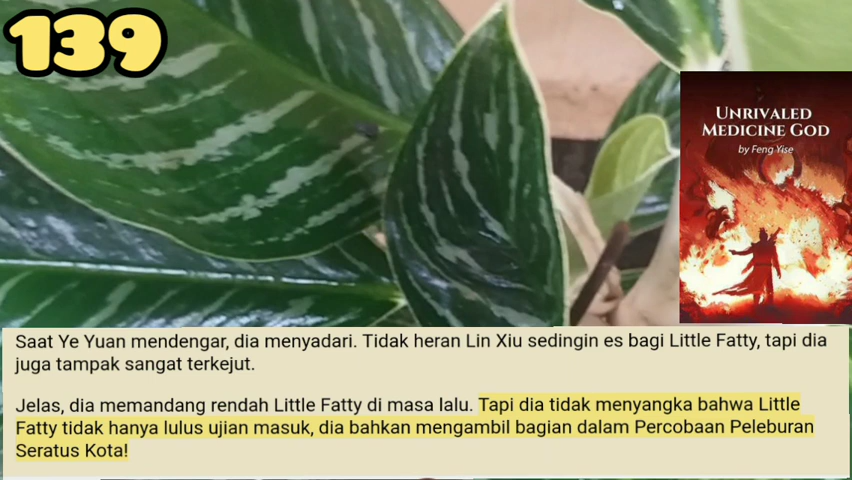 139
UNRIVALED
MEDICINE GOD
by Feng Yise
Saat Ye Yuan mendengar, dia menyadari. Tidak heran Lin Xiu sedingin es bagi Little Fatty, tapi dia
juga tampak sangat terkejut.
Jelas, dia memandang rendah Little Fatty di masa lalu. Tapi dia tidak menyangka bahwa Little
Fatty tidak hanya lulus ujian masuk, dia bahkan mengambil bagian dalam Percobaan Peleburan
Seratus Kota!